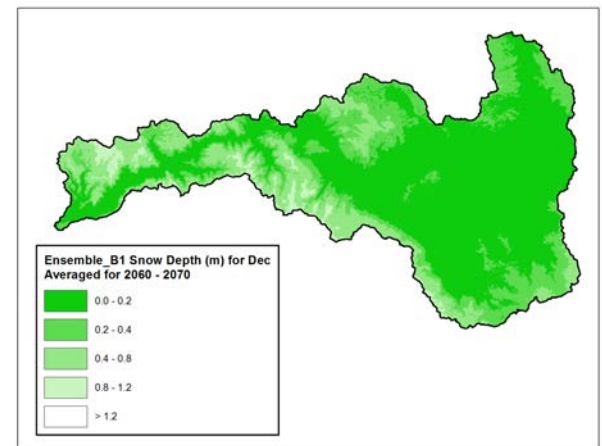 Ensemble_B1 Snow Depth (m) for Dec
Averaged for 2060 - 2070
0.0 - 0.2
0.2 - 0.4
0.4 - 0.8
0.8 - 1.2
> 1.2